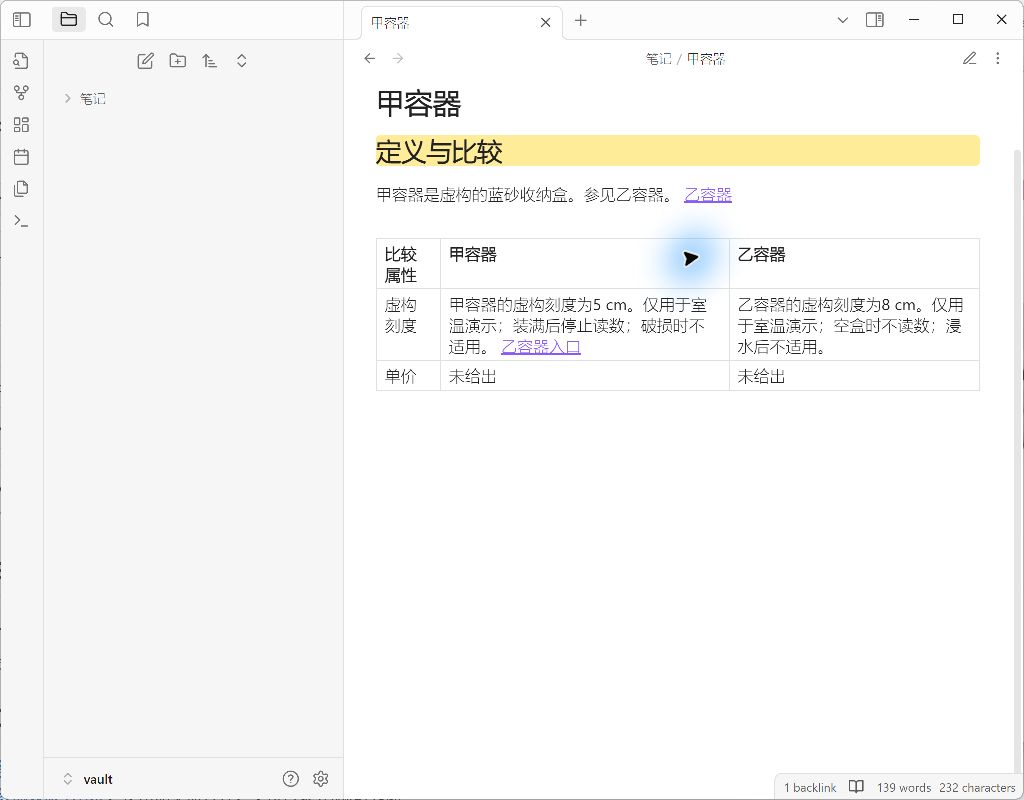 甲容器
笔记 / 甲容器
笔记
甲容器
定义与比较
甲容器是虚构的蓝砂收纳盒。参见乙容器。 乙容器
比较
属性
甲容器
乙容器
虚构
刻度
甲容器的虚构刻度为5 cm。仅用于室
温演示；装满后停止读数；破损时不
适用。 乙容器入口
乙容器的虚构刻度为8 cm。仅用
于室温演示；空盒时不读数；浸
水后不适用。
单价
未给出
未给出
vault
1 backlink
139 words
232 characters